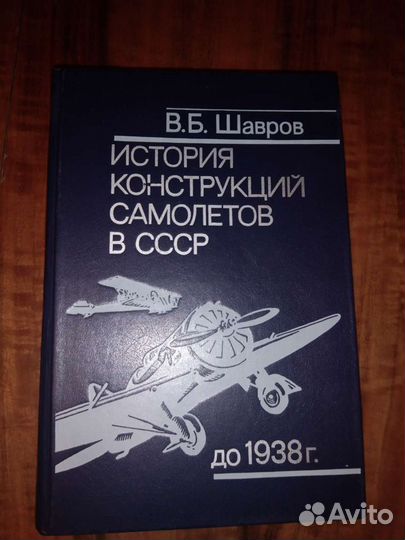 В.Б. Шавров
ИСТОРИЯ
КОНСТРУКЦИЙ
САМОЛЕТОВ
В СССР
до 1938 г.
Avito